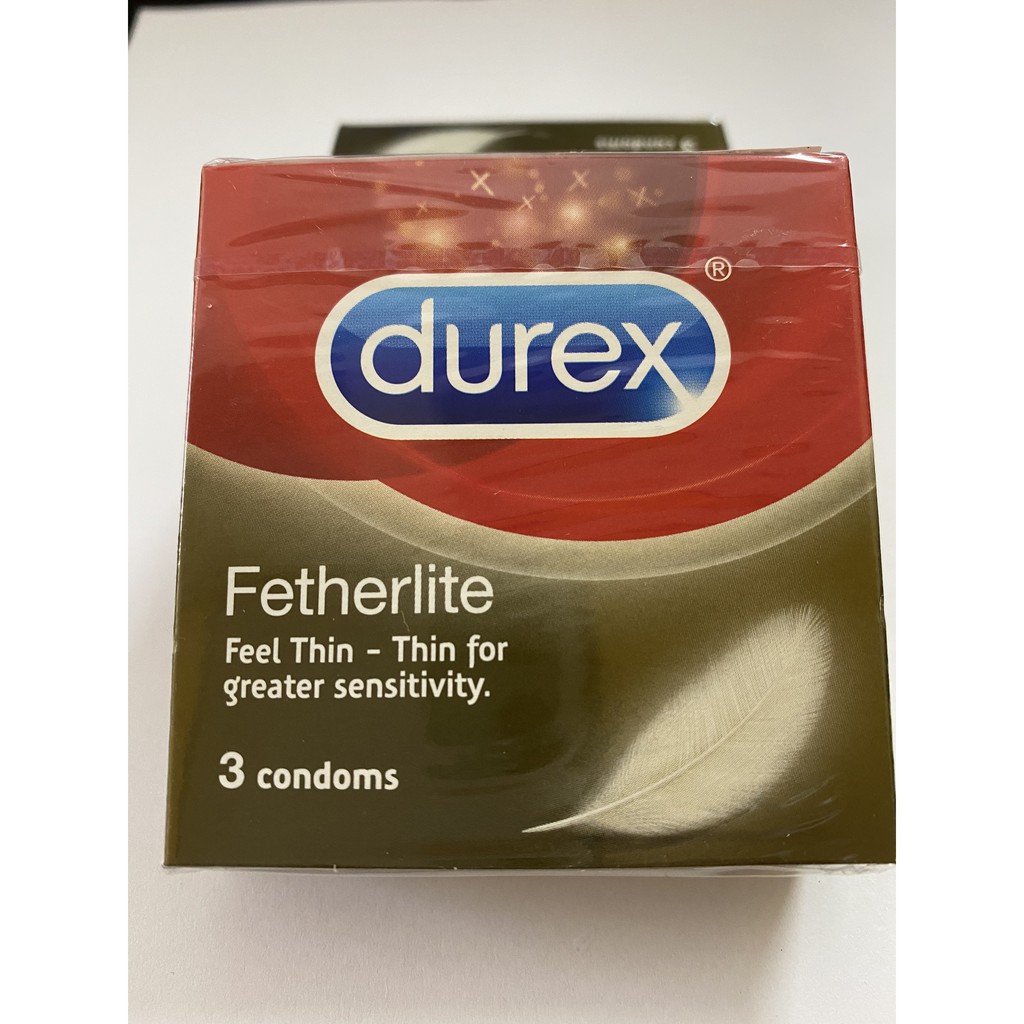 durex®
Fetherlite
Feel Thin – Thin for
greater sensitivity.
3 condoms